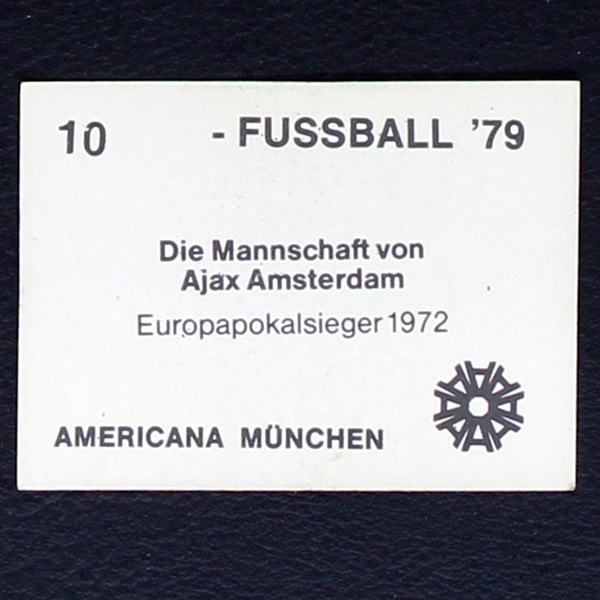 10 - FUSSBALL '79
Die Mannschaft von
Ajax Amsterdam
Europapokalsieger 1972
AMERICANA MÜNCHEN